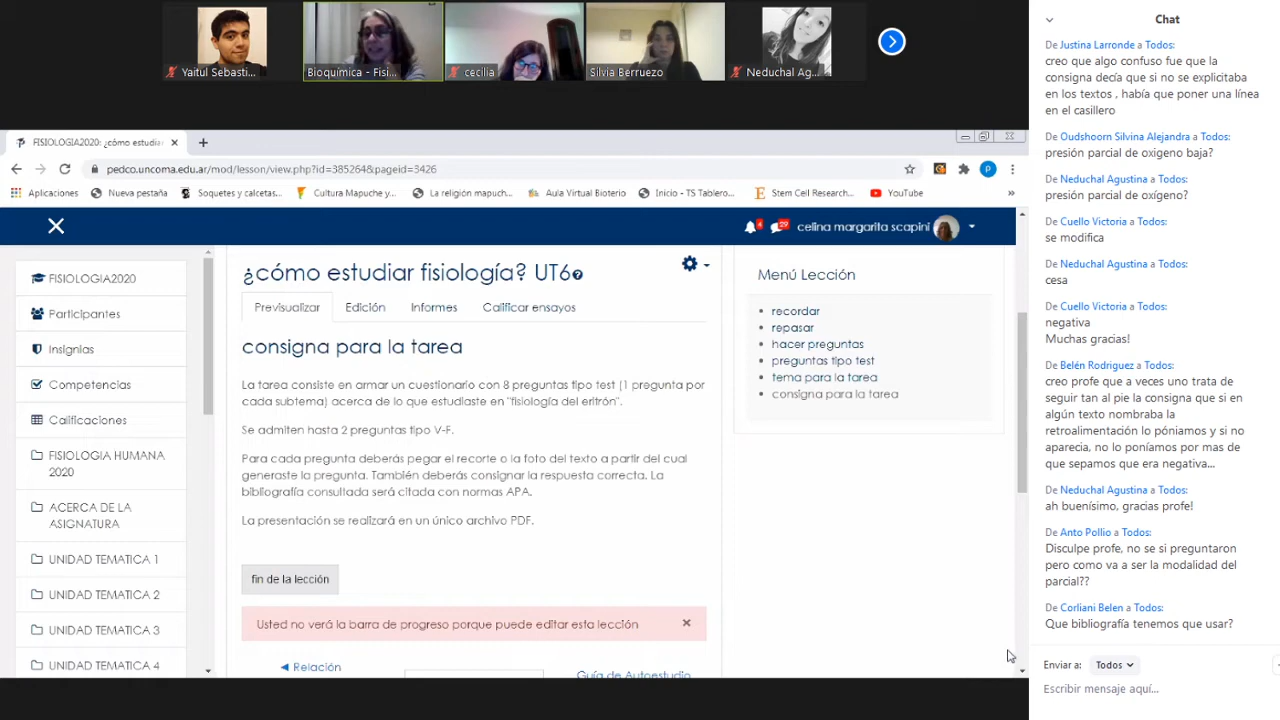 Yaitul Sebasti...
Bioquímica - Fisi...
cecilia
Silvia Berruezo
Neduchal Ag...
FISIOLOGIA2020: ¿cómo estudia
pedco.uncoma.edu.ar/mod/lesson/view.php?id=385264&pageid=3426
Aplicaciones
Nueva pestaña
Soquetes y calcetas...
Cultura Mapuche y...
La religión mapuch...
Aula Virtual Bioterio
Inicio - TS Tablero...
Stem Cell Research...
YouTube
»
celina margarita scapini
FISIOLOGIA2020
Participantes
Insignias
Competencias
Calificaciones
FISIOLOGIA HUMANA
2020
ACERCA DE LA
ASIGNATURA
UNIDAD TEMATICA 1
UNIDAD TEMATICA 2
UNIDAD TEMATICA 3
UNIDAD TEMATICA 4
¿cómo estudiar fisiología? UT6
Previsualizar
Edición
Informes
Calificar ensayos
consigna para la tarea
La tarea consiste en armar un cuestionario con 8 preguntas tipo test (1 pregunta por
cada subtema) acerca de lo que estudiaste en "fisiología del eritrón".
Se admiten hasta 2 preguntas tipo V-F.
Para cada pregunta deberás pegar el recorte o la foto del texto a partir del cual
generaste la pregunta. También deberás consignar la respuesta correcta. La
bibliografía consultada será citada con normas APA.
La presentación se realizará en un único archivo PDF.
fin de la lección
Usted no verá la barra de progreso porque puede editar esta lección
◄ Relación
Guía de Autoestudio
Menú Lección
recordar
repasar
hacer preguntas
preguntas tipo test
tema para la tarea
consigna para la tarea
Chat
De Justina Larronde a Todos:
creo que algo confuso fue que la
consigna decía que si no se explicitaba
en los textos , había que poner una línea
en el casillero
De Oudshoorn Silvina Alejandra a Todos:
presión parcial de oxigeno baja?
De Neduchal Agustina a Todos:
presión parcial de oxígeno?
De Cuello Victoria a Todos:
se modifica
De Neduchal Agustina a Todos:
cesa
De Cuello Victoria a Todos:
negativa
Muchas gracias!
De Belén Rodriguez a Todos:
creo profe que a veces uno trata de
seguir tan al pie la consigna que si en
algún texto nombraba la
retroalimentación lo póniamos y si no
aparecia, no lo poníamos por mas de
que sepamos que era negativa...
De Neduchal Agustina a Todos:
ah buenísimo, gracias profe!
De Anto Pollio a Todos:
Disculpe profe, no se si preguntaron
pero como va a ser la modalidad del
parcial??
De Corliani Belen a Todos:
Que bibliografía tenemos que usar?
Enviar a:
Todos
Escribir mensaje aquí...